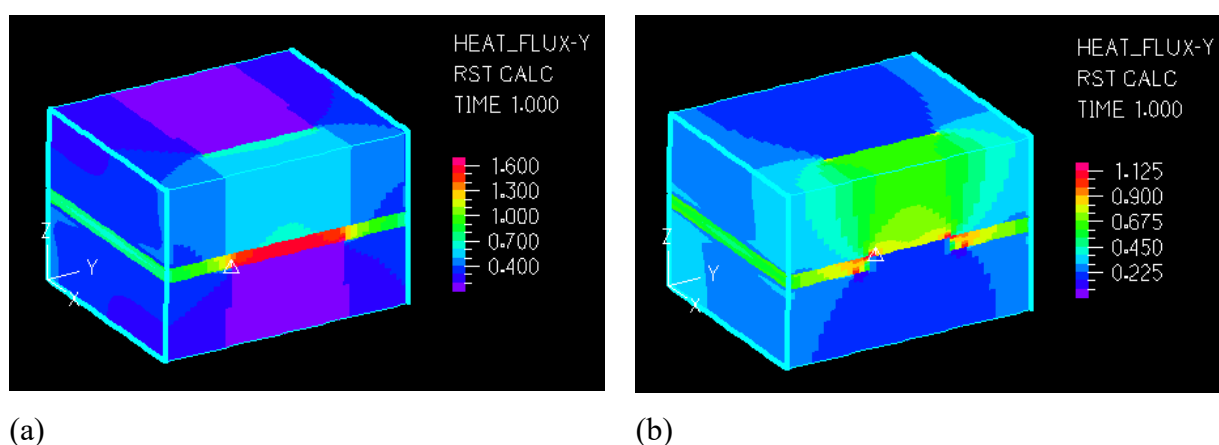 HEAT_FLUX-Y
RST CALC
TIME 1.000
1.600
1.300
1.000
0.700
0.400
Z
Y
X
(a)
HEAT_FLUX-Y
RST CALC
TIME 1.000
1.125
0.900
0.675
0.450
0.225
Z
Y
X
(b)